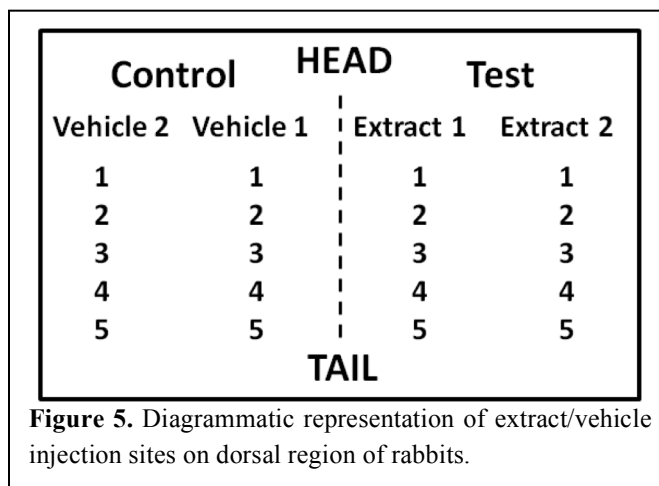 HEAD
Control Test
Vehicle 2 Vehicle 1 Extract 1 Extract 2
1 1 1 1
2 2 2 2
3 3 3 3
4 4 4 4
5 5 5 5
TAIL
Figure 5. Diagrammatic representation of extract/vehicle
injection sites on dorsal region of rabbits.